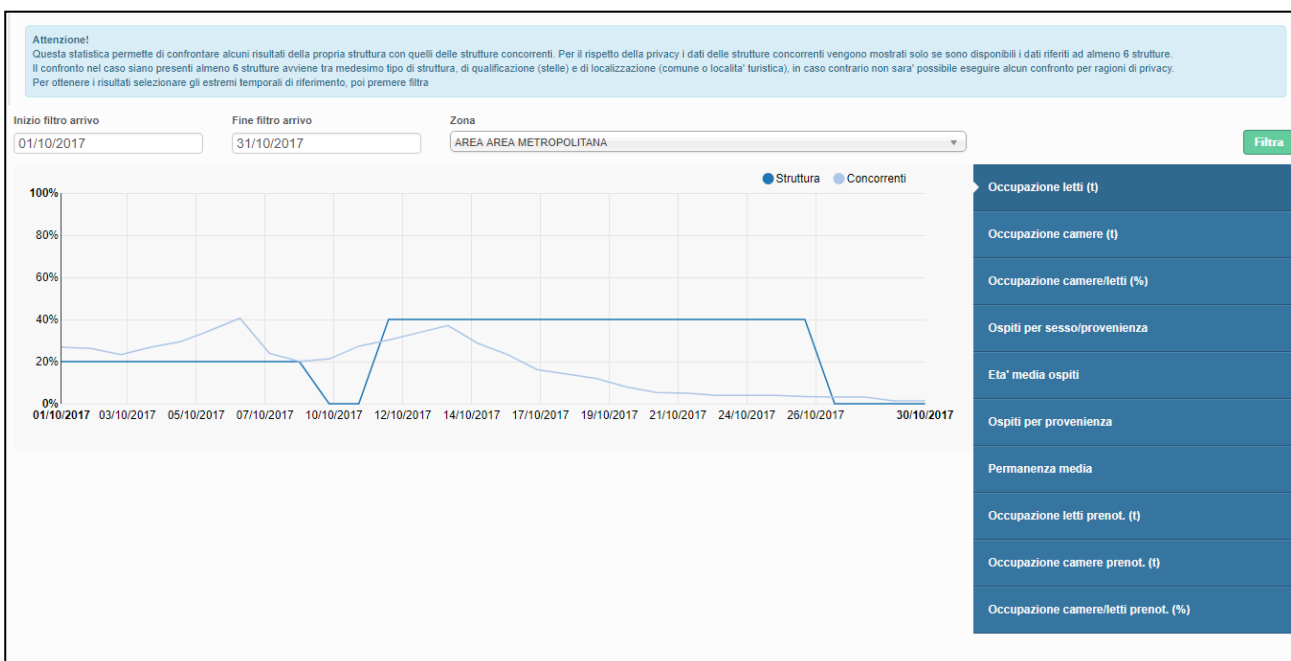 Attenzione!
Questa statistica permette di confrontare alcuni risultati della propria struttura con quelli delle strutture concorrenti. Per il rispetto della privacy i dati delle strutture concorrenti vengono mostrati solo se sono disponibili i dati riferiti ad almeno 6 strutture.
Il confronto nel caso siano presenti almeno 6 strutture avviene tra medesimo tipo di struttura, di qualificazione (stelle) e di localizzazione (comune o localita' turistica), in caso contrario non sara' possibile eseguire alcun confronto per ragioni di privacy.
Per ottenere i risultati selezionare gli estremi temporali di riferimento, poi premere filtra
Inizio filtro arrivo
Fine filtro arrivo
Zona
01/10/2017
31/10/2017
AREA AREA METROPOLITANA
Filtra
Struttura
Concorrenti
100%
80%
60%
40%
20%
0%
01/10/2017
03/10/2017
05/10/2017
07/10/2017
10/10/2017
12/10/2017
14/10/2017
17/10/2017
19/10/2017
21/10/2017
24/10/2017
26/10/2017
30/10/2017
Occupazione letti (t)
Occupazione camere (t)
Occupazione camere/letti (%)
Ospiti per sesso/provenienza
Eta' media ospiti
Ospiti per provenienza
Permanenza media
Occupazione letti prenot. (t)
Occupazione camere prenot. (t)
Occupazione camere/letti prenot. (%)